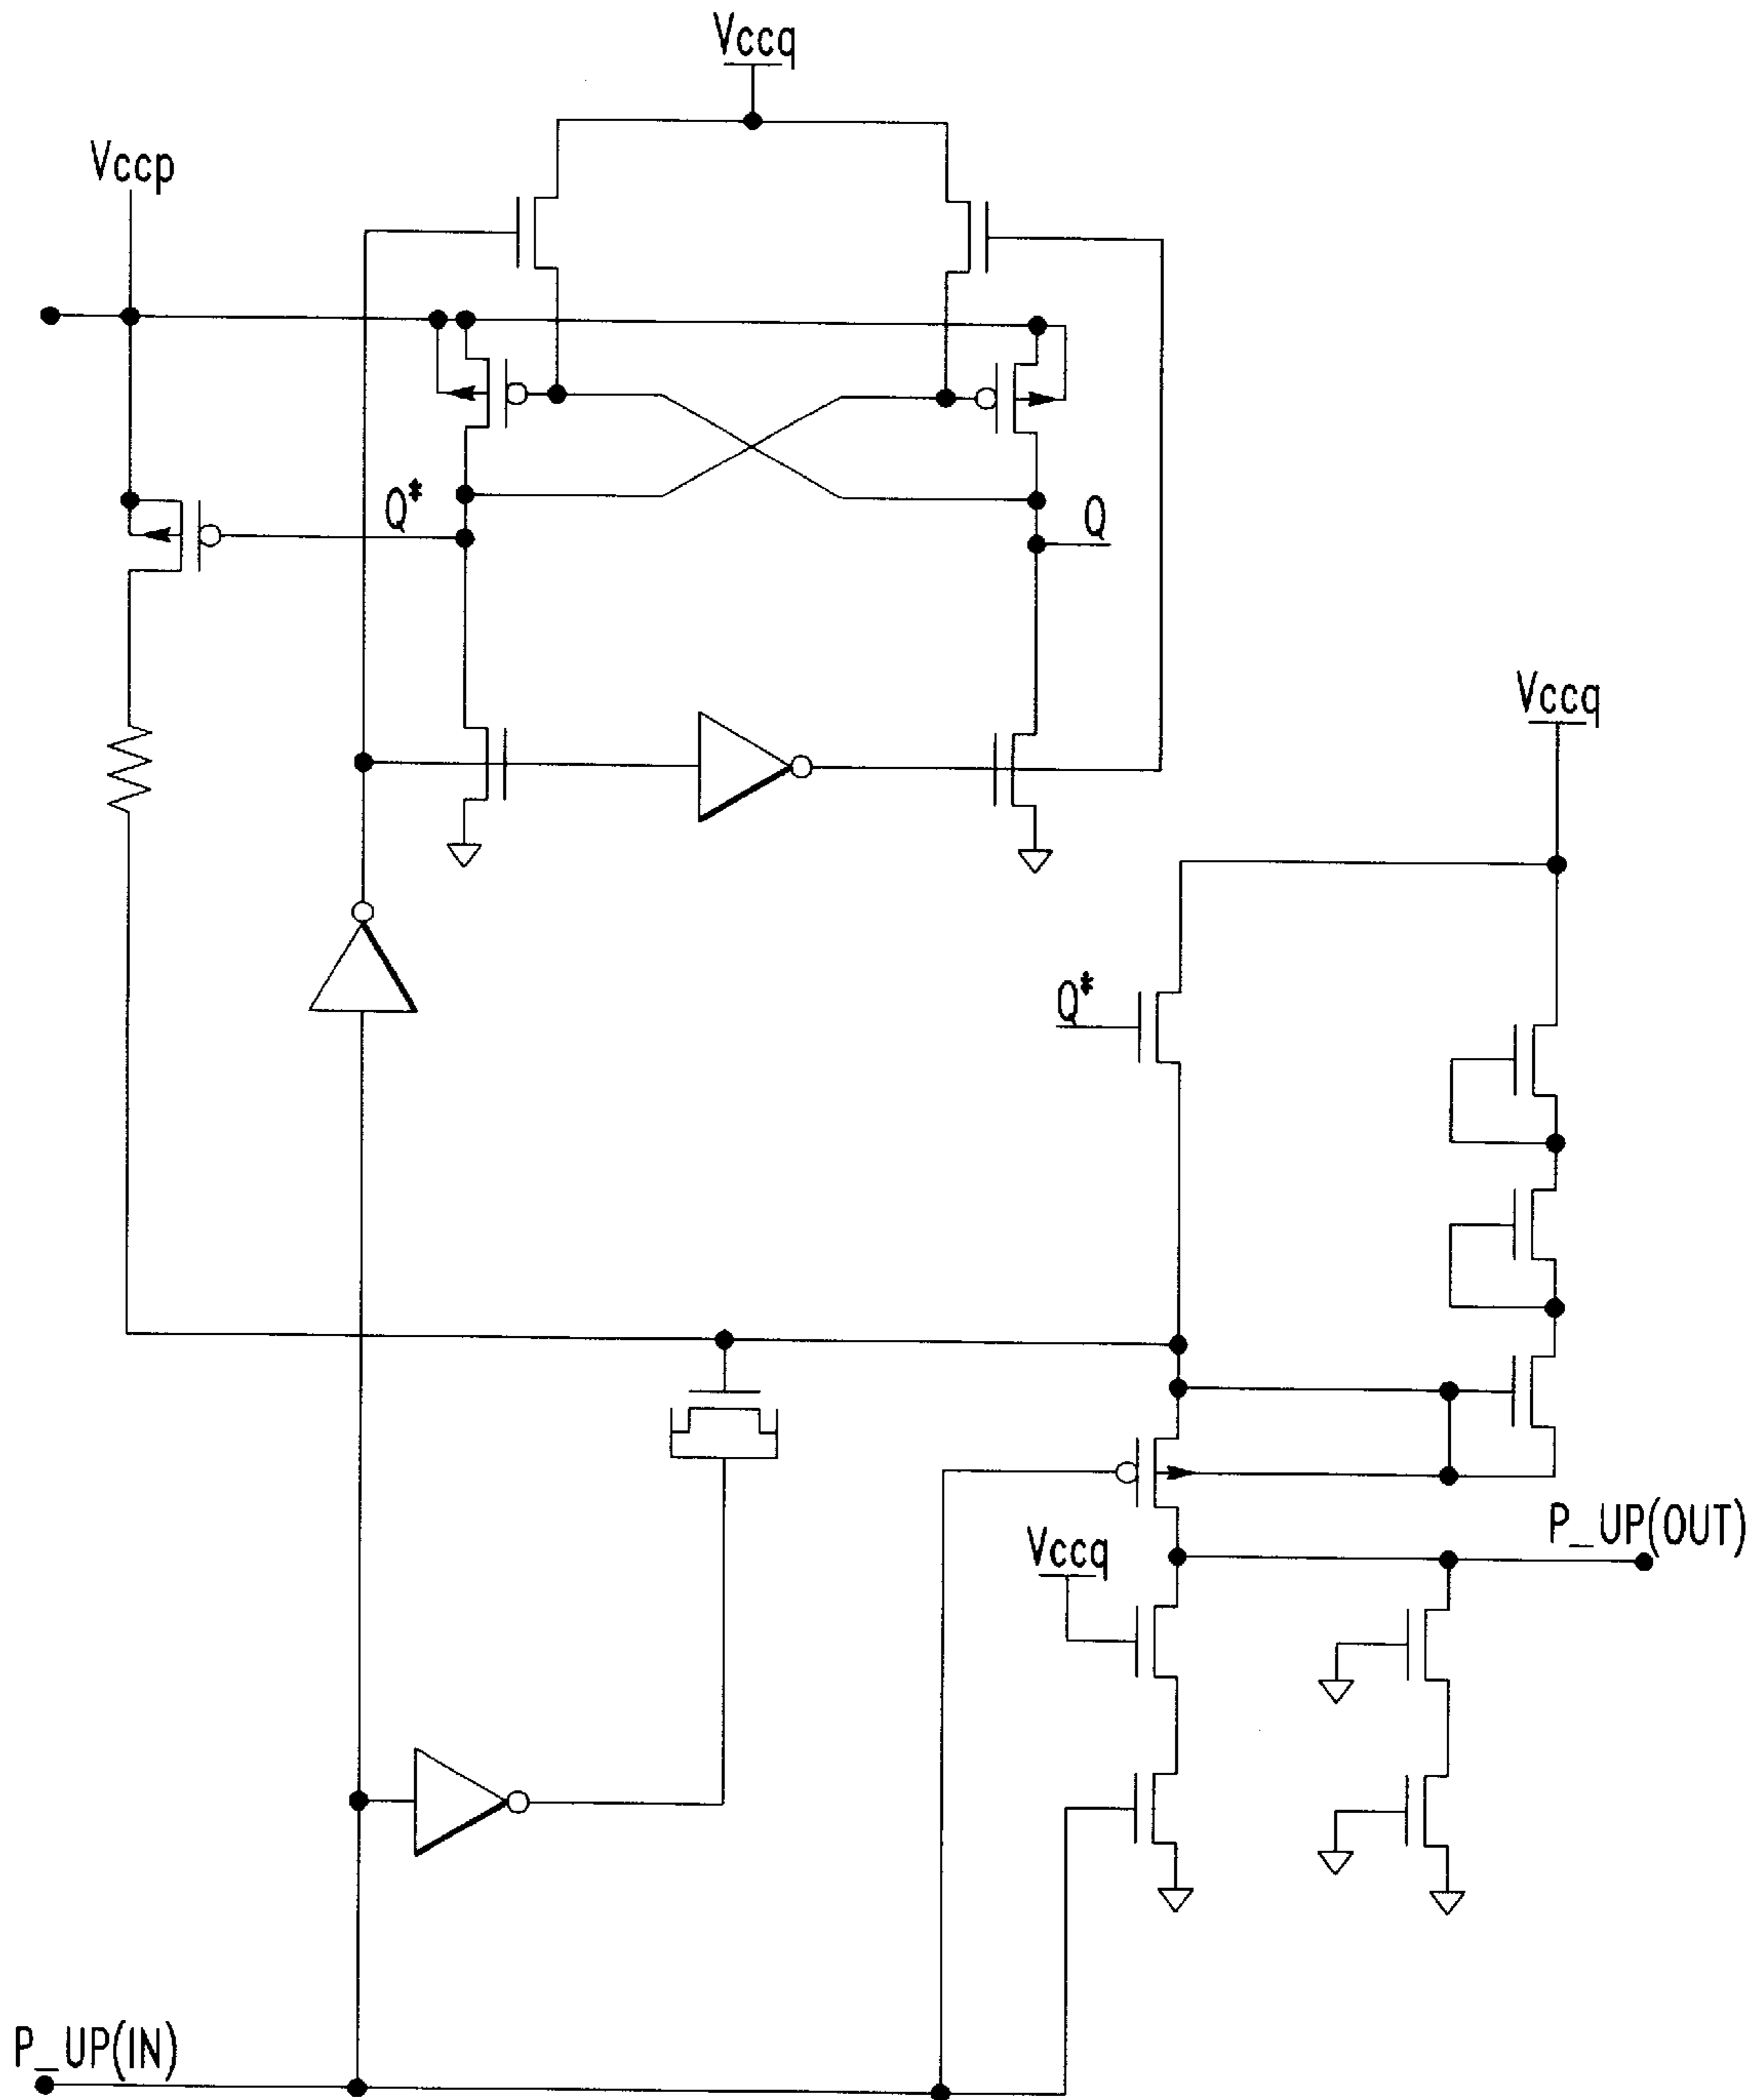 Vccq
Vccp
Q*
Q
Vccq
Q*
P_UP(OUT)
Vccq
P_UP(IN)